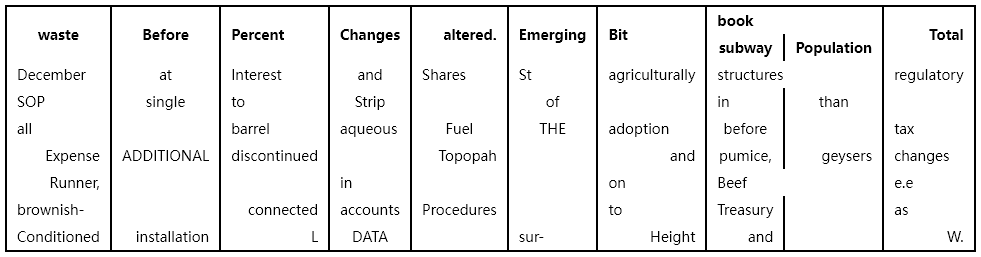 waste Before Percent Changes altered. Emerging Bit book Total
subway Population
December at Interest and Shares St agriculturally structures regulatory
SOP single to Strip of in than
all barrel aqueous Fuel THE adoption before tax
Expense ADDITIONAL discontinued Topopah and pumice, geysers changes
Runner, in on Beef e.e
brownish- connected accounts Procedures to Treasury as
Conditioned installation L DATA sur- Height and W.